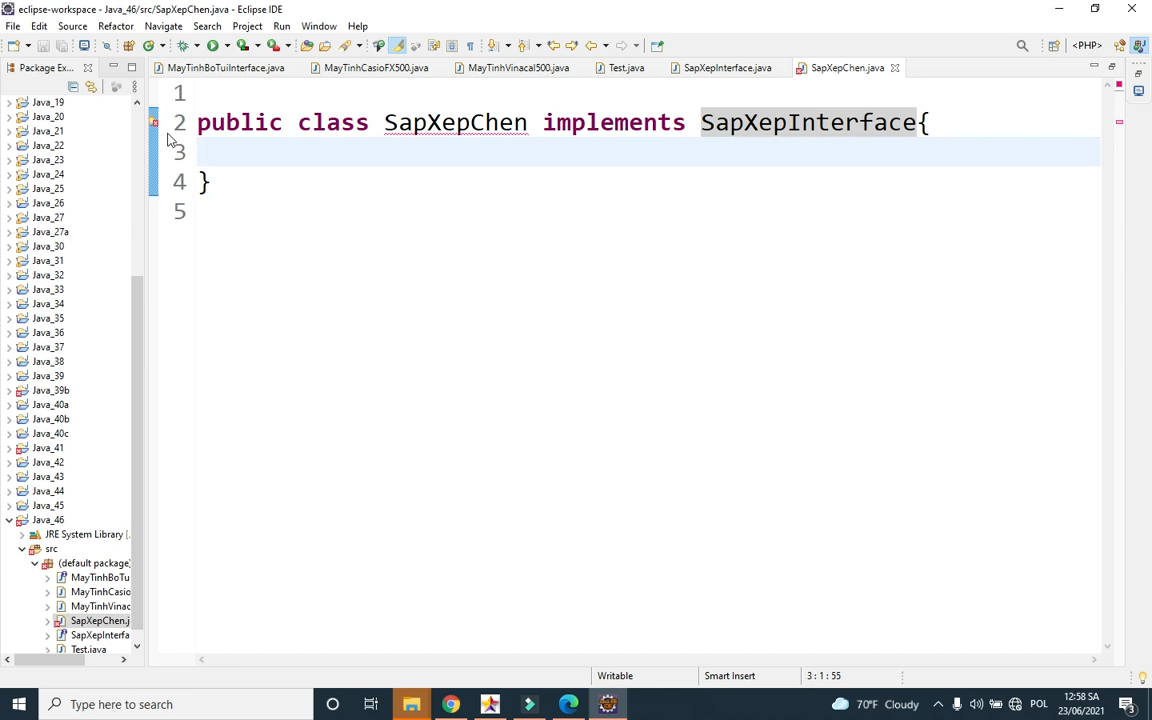 eclipse-workspace - Java_46/src/SapXepChen.java - Eclipse IDE
File Edit Source Refactor Navigate Search Project Run Window Help
<PHP>
Package Ex...
MayTinhBoTuiInterface.java
MayTinhCasioFX500.java
MayTinhVinacal500.java
Test.java
SapXepInterface.java
SapXepChen.java
Java_19
Java_20
Java_21
Java_22
Java_23
Java_24
Java_25
Java_26
Java_27
Java_27a
Java_30
Java_31
Java_32
Java_33
Java_34
Java_35
Java_36
Java_37
Java_38
Java_39
Java_39b
Java_40a
Java_40b
Java_40c
Java_41
Java_42
Java_43
Java_44
Java_45
Java_46
JRE System Library [.
src
(default package)
MayTinhBoTu
MayTinhCasio
MayTinhVinac
SapXepChen.j
SapXepInterfa
Test.java
1
2 public class SapXepChen implements SapXepInterface{
3
4 }
5
Writable
Smart Insert
3 : 1 : 55
Type here to search
70°F Cloudy
POL
12:58 SA
23/06/2021
3